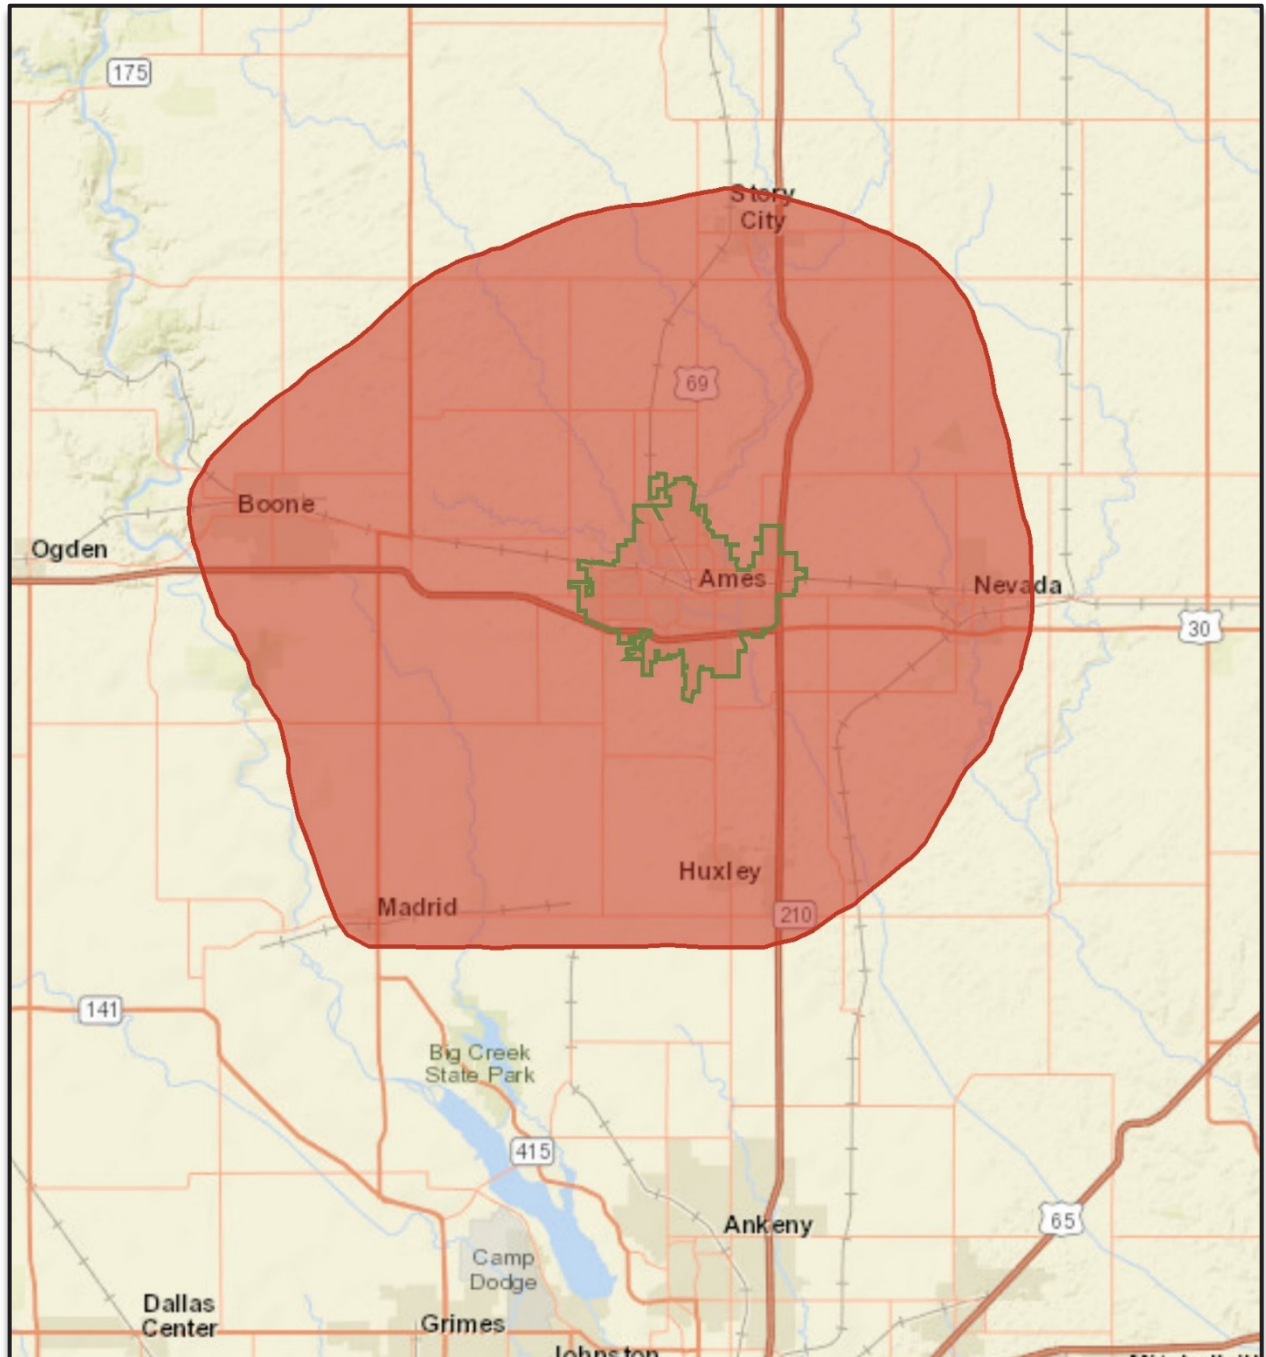 175
Story
City
69
Boone
Ogden
Ames
Nevada
30
Huxley
Madrid
210
141
Big Creek
State Park
415
Ankeny
65
Camp
Dodge
Dallas
Center
Grimes
Johnston